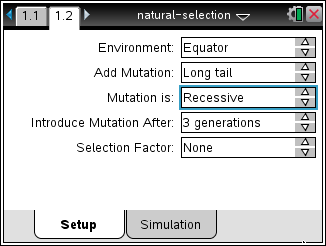 1.1 1.2 natural-selection
Environment: Equator
Add Mutation: Long tail
Mutation is: Recessive
Introduce Mutation After: 3 generations
Selection Factor: None
Setup Simulation